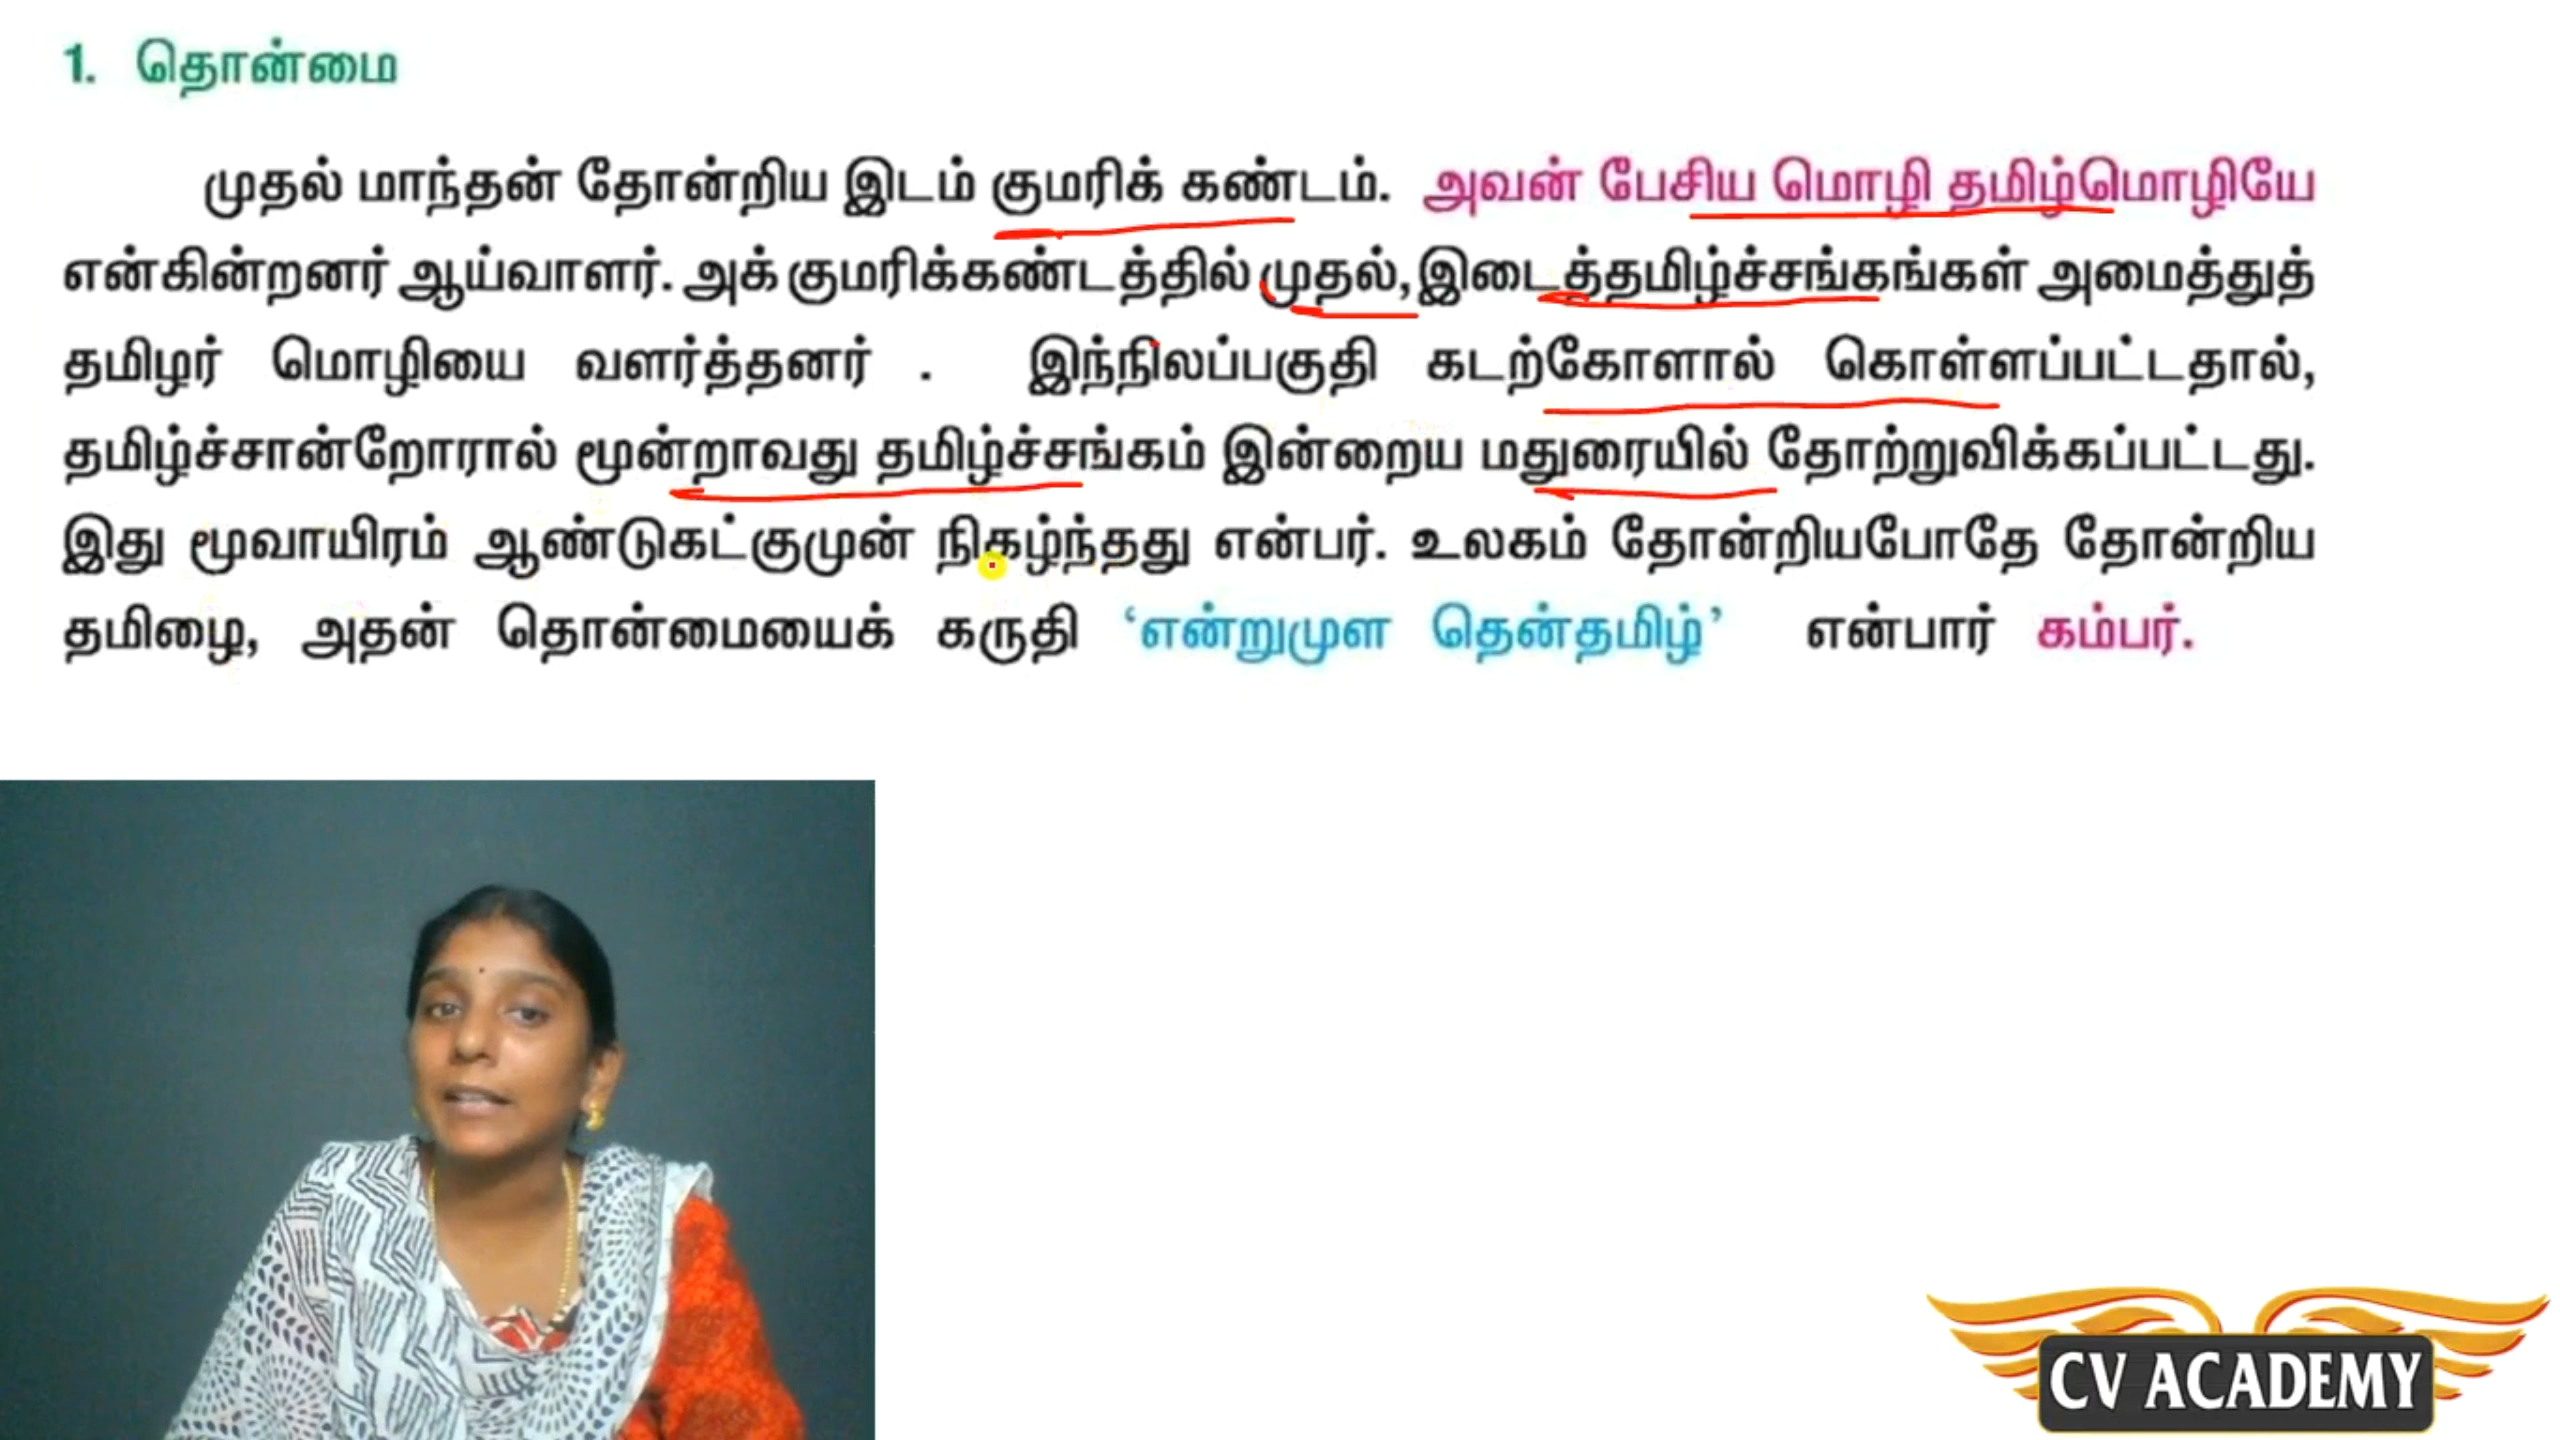 1. தொன்மை
முதல் மாந்தன் தோன்றிய இடம் குமரிக் கண்டம். அவன் பேசிய மொழி தமிழ்மொழியே
என்கின்றனர் ஆய்வாளர். அக் குமரிக்கண்டத்தில் முதல், இடைத்தமிழ்ச்சங்கங்கள் அமைத்துத்
தமிழர் மொழியை வளர்த்தனர் . இந்நிலப்பகுதி கடற்கோளால் கொள்ளப்பட்டதால்,
தமிழ்ச்சான்றோரால் மூன்றாவது தமிழ்ச்சங்கம் இன்றைய மதுரையில் தோற்றுவிக்கப்பட்டது.
இது மூவாயிரம் ஆண்டுகட்குமுன் நிகழ்ந்தது என்பர். உலகம் தோன்றியபோதே தோன்றிய
தமிழை, அதன் தொன்மையைக் கருதி ‘என்றுமுள தென்தமிழ்’ என்பார் கம்பர்.
CV ACADEMY